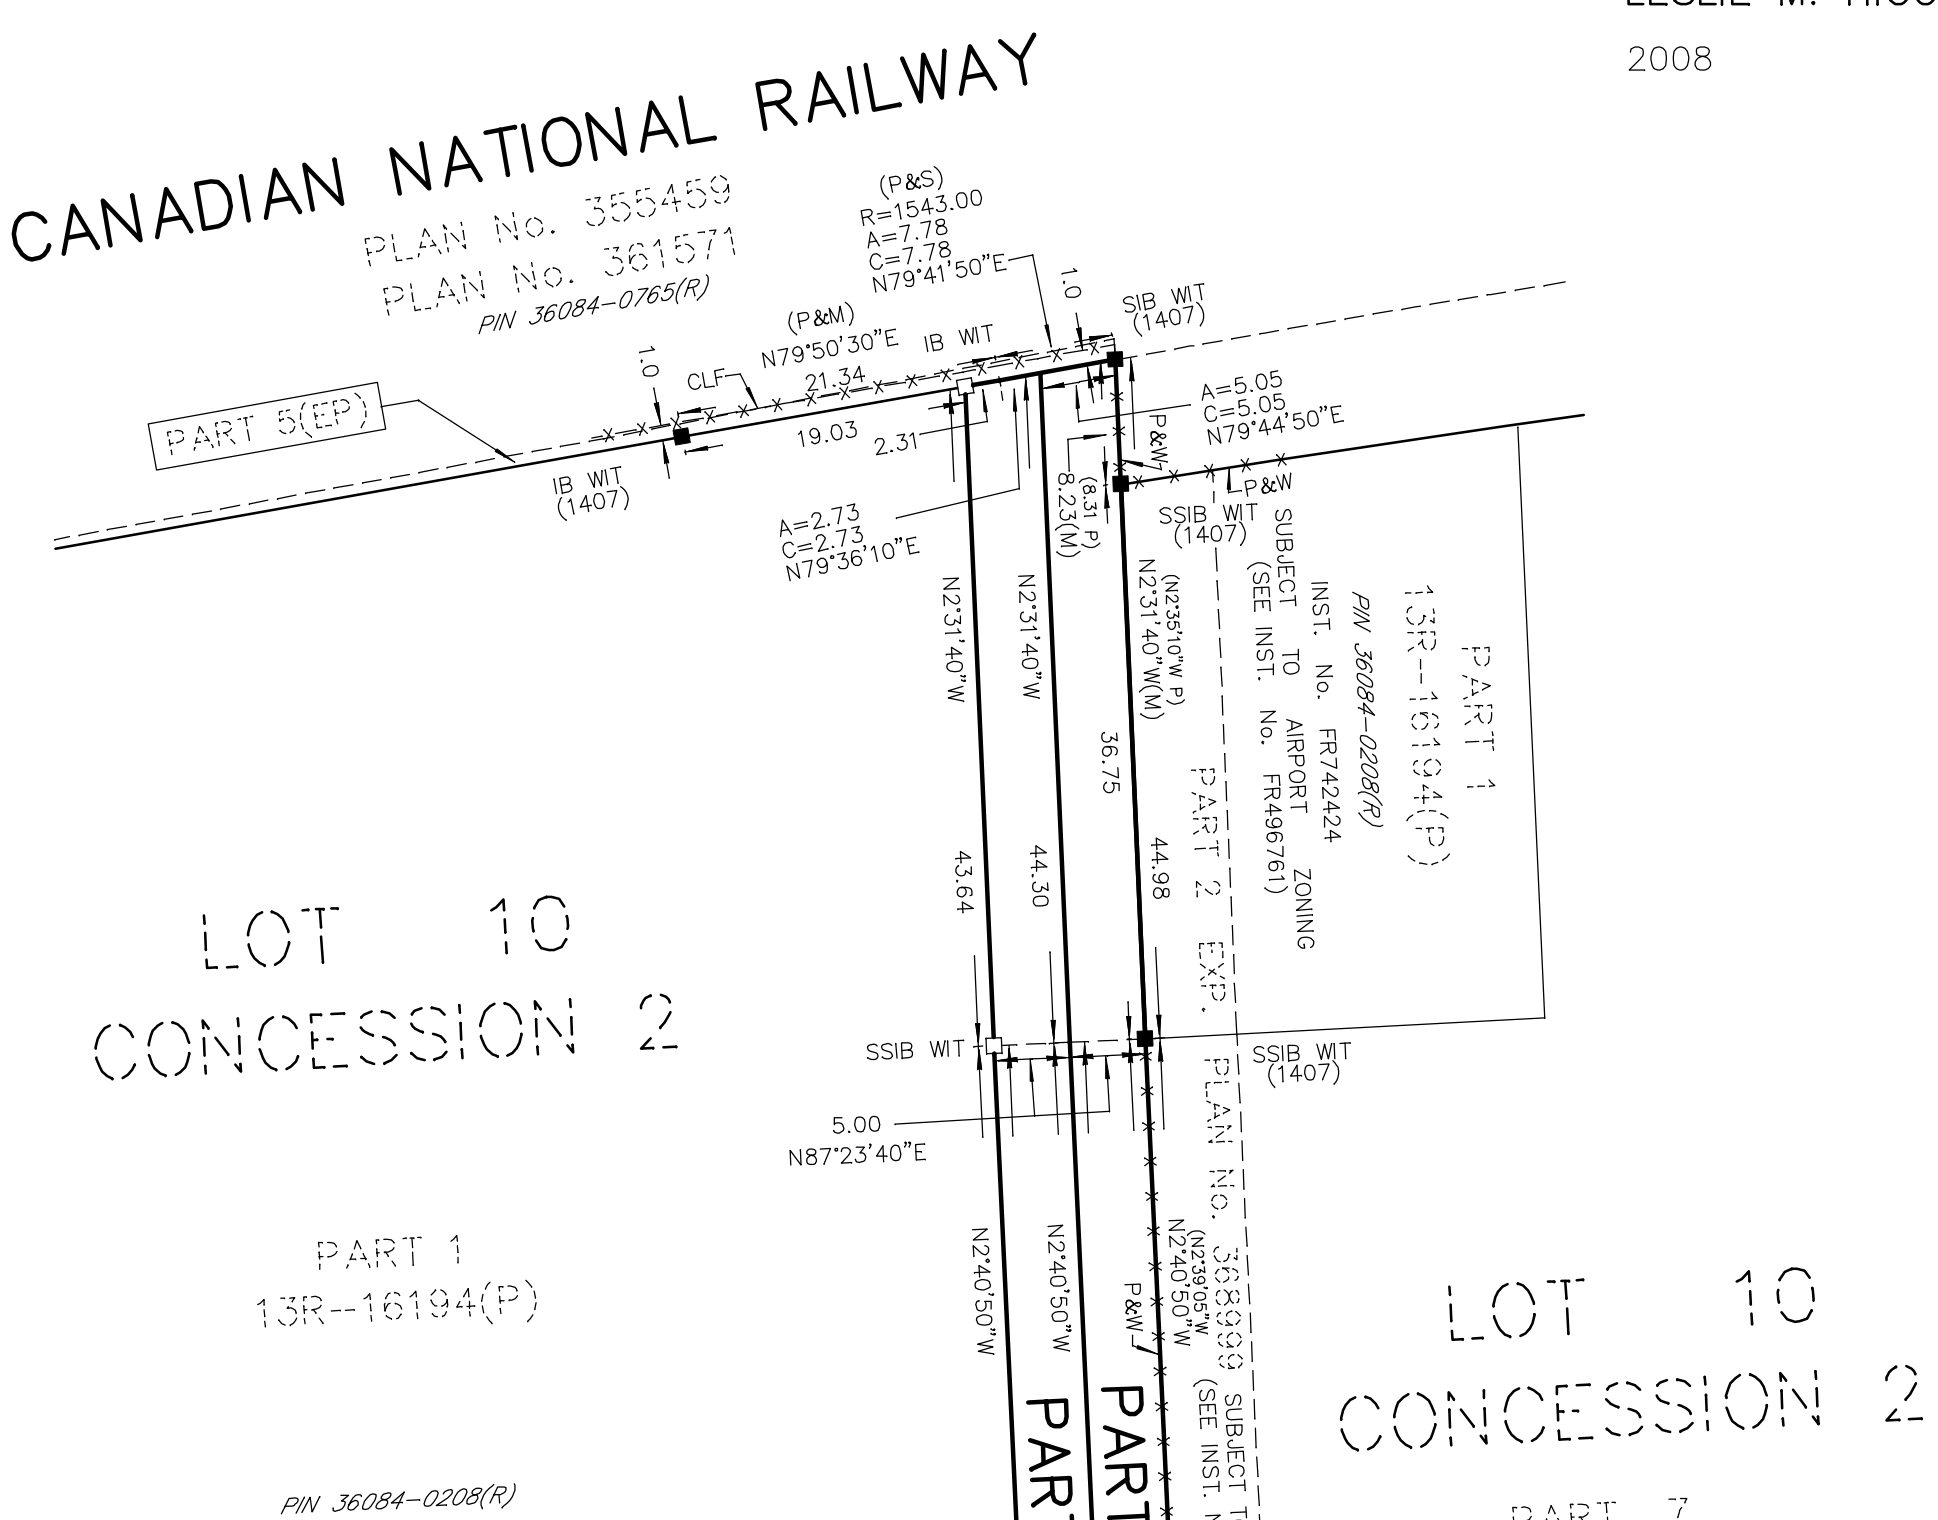 2008
CANADIAN NATIONAL RAILWAY
PLAN No. 355459
PLAN No. 361571
PIN 36084-0765(R)
(P&S)
R=1543.00
A=7.78
C=7.78
N79°41'50"E
1.0
SIB WIT
(1407)
(P&M)
N79°50'30"E
21.34
IB WIT
1.0
CLF
PART 5(EP)
19.03
2.31
A=5.05
C=5.05
N79°44'50"E
P&W
IB WIT
(1407)
A=2.73
C=2.73
N79°36'10"E
(8.31 P)
8.23(M)
P&W
SSIB WIT
(1407)
N2°31'40"W
N2°31'40"W
(N2°35'10"W P)
N2°31'40"W(M)
PART 1
13R-16194(P)
PIN 36084-0208(R)
INST. No. FR742424
SUBJECT TO AIRPORT ZONING
(SEE INST. No. FR496761)
36.75
43.64
44.30
44.98
PART 2 EXP. PLAN No. 368999
LOT 10
CONCESSION 2
SSIB WIT
SSIB WIT
(1407)
5.00
N87°23'40"E
PART 1
13R-16194(P)
N2°40'50"W
N2°40'50"W
(N2°39'05"W
N2°40'50"W
P&W
SUBJECT
(SEE INST.
LOT 10
CONCESSION 2
PART
PART
PIN 36084-0208(R)
PART 7